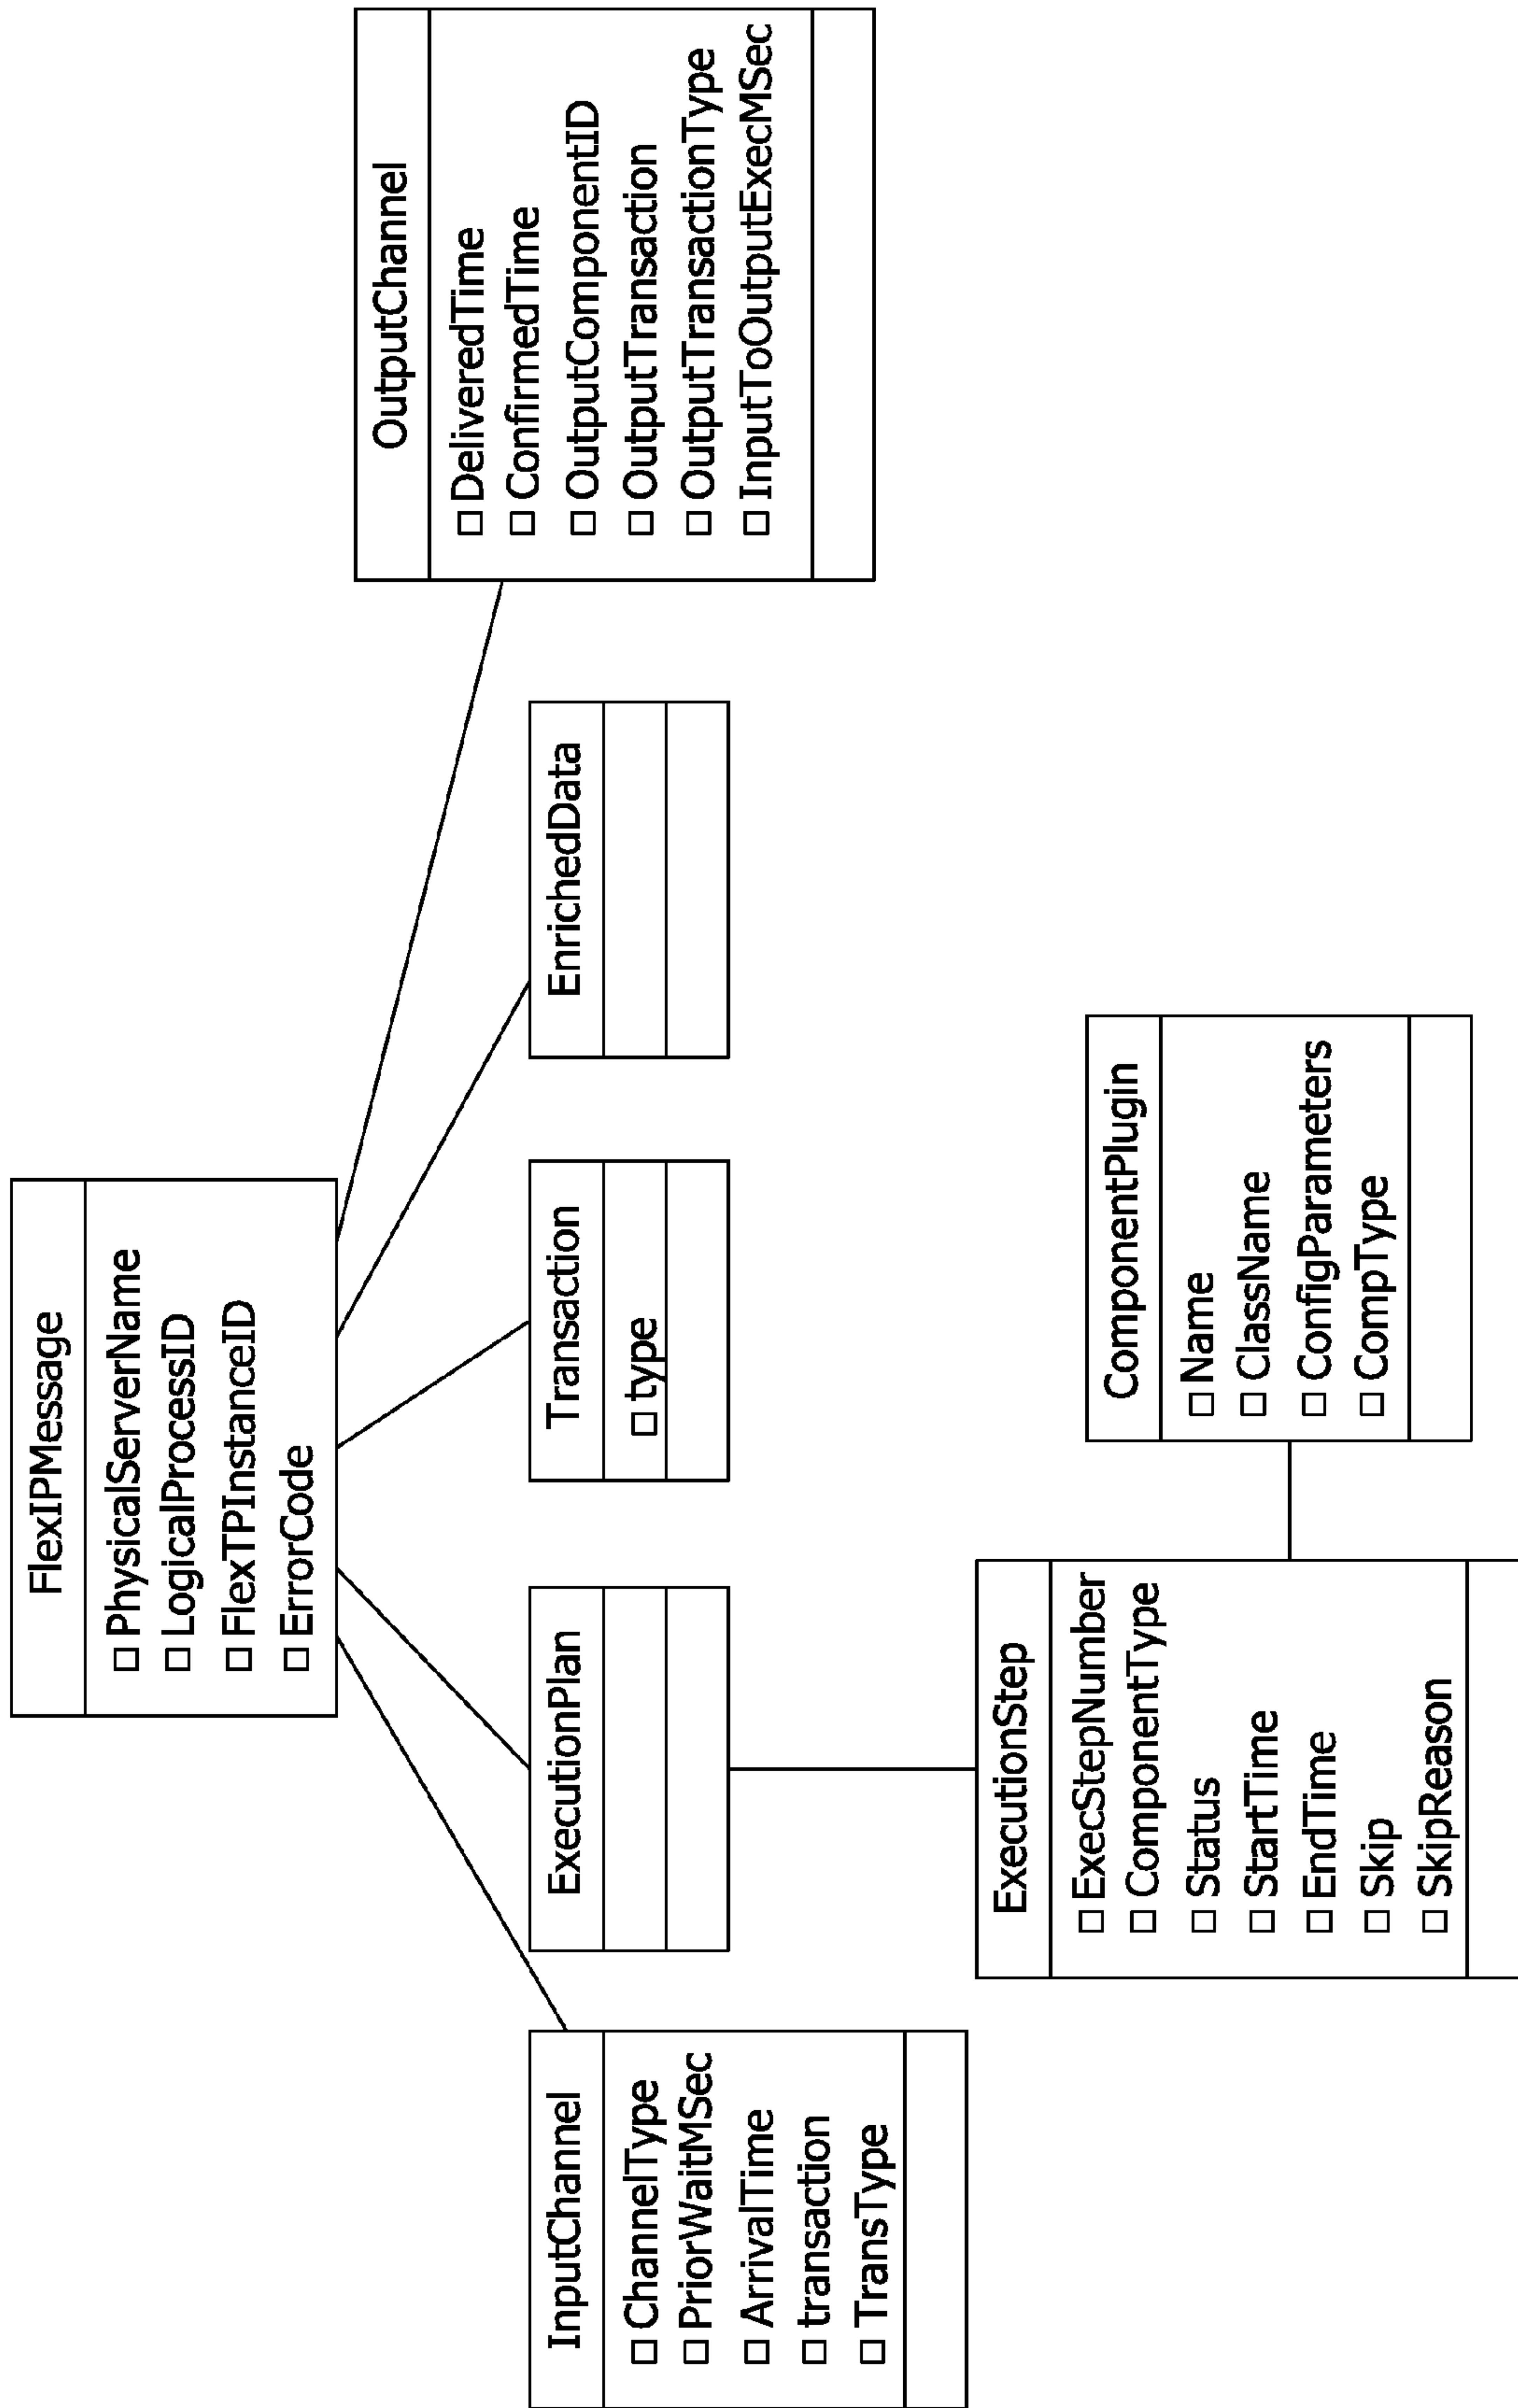 FlexIPMessage
PhysicalServerName
LogicalProcessID
FlexTPInstanceID
ErrorCode
InputChannel
ChannelType
PriorWaitMSec
ArrivalTime
transaction
TransType
ExecutionPlan
Transaction
type
EnrichedData
OutputChannel
DeliveredTime
ConfirmedTime
OutputComponentID
OutputTransaction
OutputTransactionType
InputToOutputExecMSec
ExecutionStep
ExecStepNumber
ComponentType
Status
StartTime
EndTime
Skip
SkipReason
ComponentPlugin
Name
ClassName
ConfigParameters
CompType